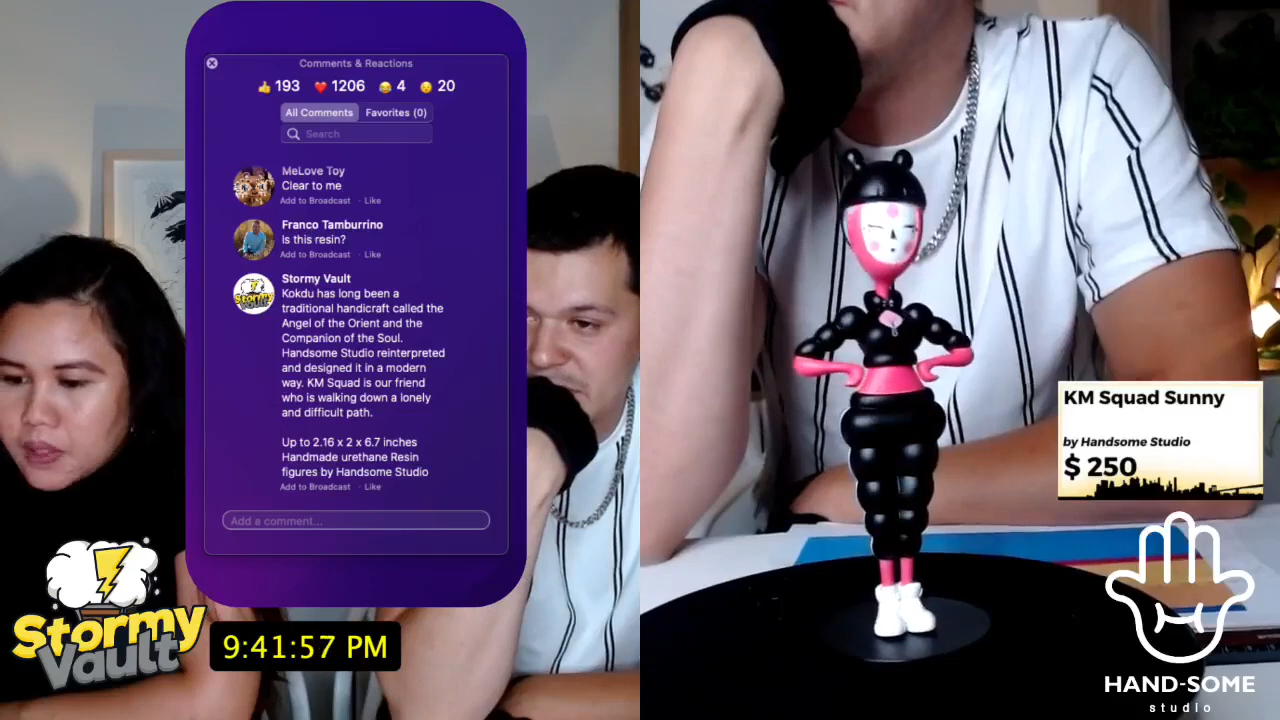 Comments & Reactions
193 1206 4 20
All Comments Favorites (0)
Search
MeLove Toy
Clear to me
Add to Broadcast · Like
Franco Tamburrino
Is this resin?
Add to Broadcast · Like
Stormy Vault
Kokdu has long been a
traditional handicraft called the
Angel of the Orient and the
Companion of the Soul.
Handsome Studio reinterpreted
and designed it in a modern
way. KM Squad is our friend
who is walking down a lonely
and difficult path.
Up to 2.16 x 2 x 6.7 inches
Handmade urethane Resin
figures by Handsome Studio
Add to Broadcast · Like
Add a comment...
Stormy
Vault
Stormy
Vault
9:41:57 PM
KM Squad Sunny
by Handsome Studio
$ 250
HAND-SOME
studio